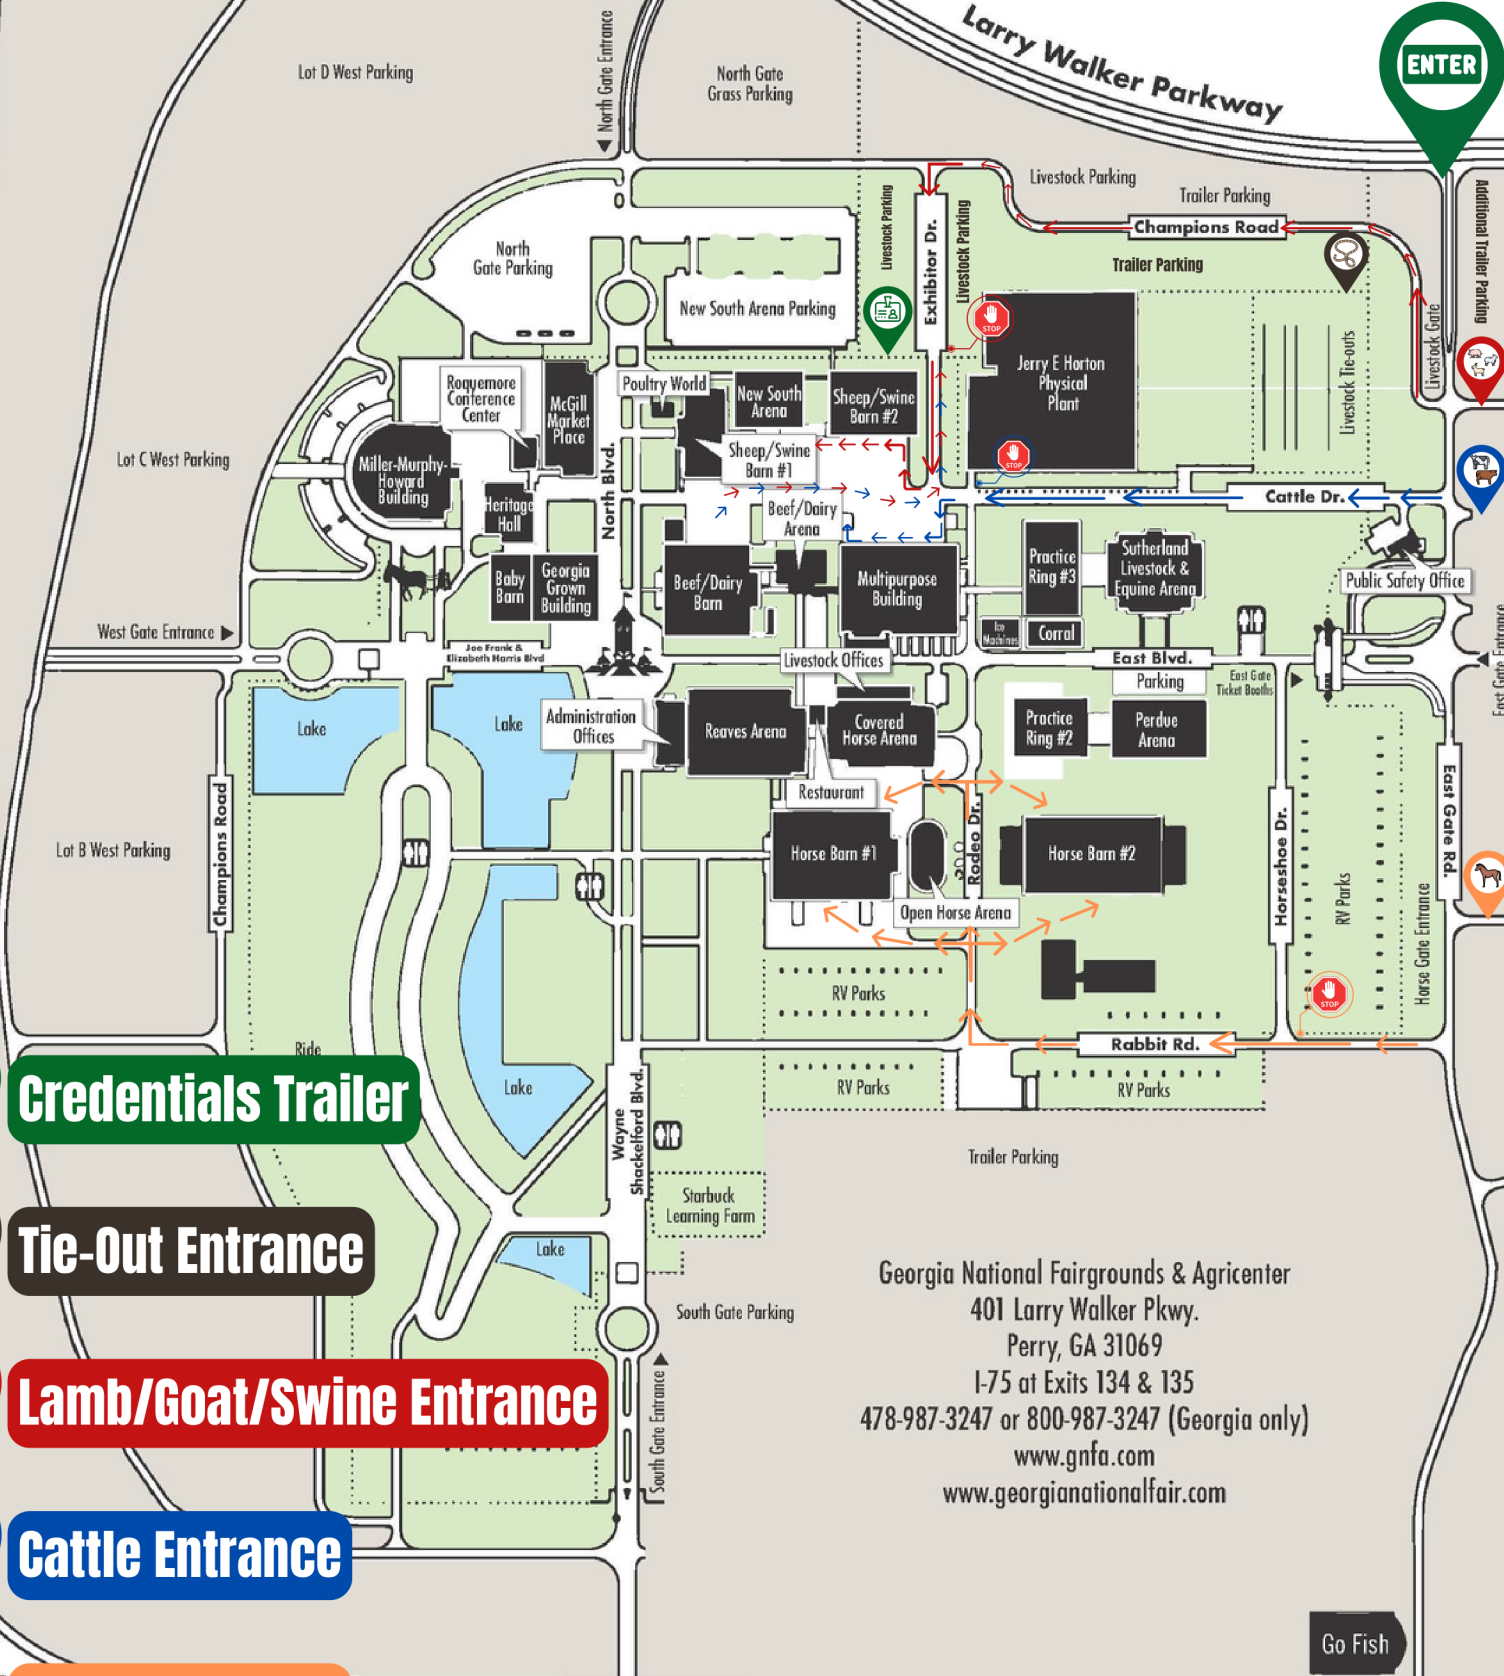 Larry Walker Parkway
ENTER
Lot D West Parking
North Gate Entrance
North Gate
Grass Parking
Livestock Parking
Trailer Parking
Additional Trailer Parking
Livestock Parking
Exhibitor Dr.
Livestock Parking
Champions Road
Trailer Parking
North
Gate Parking
New South Arena Parking
STOP
Livestock Gate
Livestock Tie-outs
Jerry E Horton
Physical
Plant
Roquemore
Conference
Center
McGill
Market
Place
Poultry World
New South
Arena
Sheep/Swine
Barn #2
Sheep/Swine
Barn #1
STOP
Lot C West Parking
Miller-Murphy-
Howard
Building
Heritage
Hall
North Blvd.
Beef/Dairy
Arena
Cattle Dr.
Baby
Barn
Georgia
Grown
Building
Beef/Dairy
Barn
Multipurpose
Building
Practice
Ring #3
Sutherland
Livestock &
Equine Arena
Public Safety Office
Ice
Machines
Corral
West Gate Entrance
Joe Frank &
Elizabeth Harris Blvd
Livestock Offices
East Blvd.
Parking
East Gate
Ticket Booths
East Gate Entrance
Lake
Lake
Administration
Offices
Reaves Arena
Covered
Horse Arena
Practice
Ring #2
Perdue
Arena
Restaurant
Champions Road
Lot B West Parking
Horse Barn #1
Rodeo Dr.
Horse Barn #2
Horseshoe Dr.
RV Parks
East Gate Rd.
Horse Gate Entrance
Open Horse Arena
RV Parks
STOP
Rabbit Rd.
Ride
Lake
RV Parks
RV Parks
Credentials Trailer
Wayne
Shackelford Blvd.
Trailer Parking
Starbuck
Learning Farm
Tie-Out Entrance
Lake
South Gate Parking
Georgia National Fairgrounds & Agricenter
401 Larry Walker Pkwy.
Perry, GA 31069
I-75 at Exits 134 & 135
478-987-3247 or 800-987-3247 (Georgia only)
www.gnfa.com
www.georgianationalfair.com
Lamb/Goat/Swine Entrance
South Gate Entrance
Cattle Entrance
Go Fish